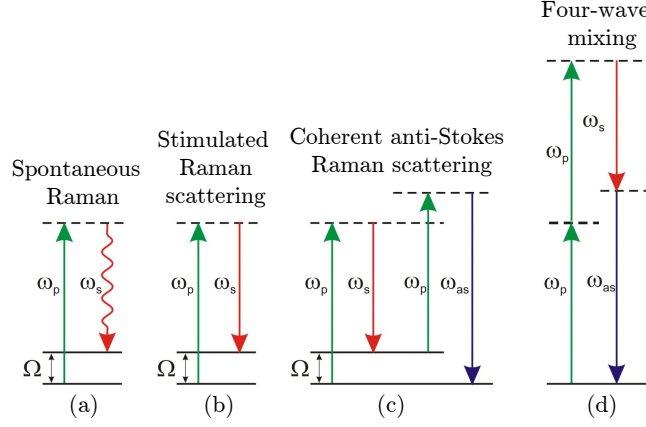 Four-wave
mixing
Stimulated
Raman
scattering
Coherent anti-Stokes
Raman scattering
Spontaneous
Raman
ωp ωs
ωp ωs
ωp ωs ωp ωas
ωp ωs
ωp ωas
Ω Ω Ω
(a) (b) (c) (d)